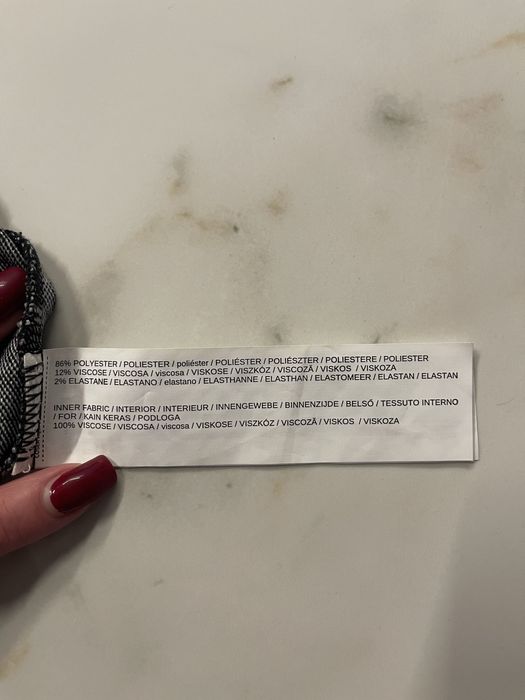 86% POLYESTER / POLIESTER / poliéster / POLIÉSTER / POLIÉSZTER / POLIESTERE / POLIESTER
12% VISCOSE / VISCOSA / viscosa / VISKOSE / VISZKÓZ / VISCOZĂ / VISKOS / VISKOZA
2% ELASTANE / ELASTANO / elastano / ELASTHANNE / ELASTHAN / ELASTOMEER / ELASTAN / ELASTAN
INNER FABRIC / INTERIOR / INTERIEUR / INNENGEWEBE / BINNENZIJDE / BELSŐ / TESSUTO INTERNO
/ FOR / KAIN KERAS / PODLOGA
100% VISCOSE / VISCOSA / viscosa / VISKOSE / VISZKÓZ / VISCOZĂ / VISKOS / VISKOZA